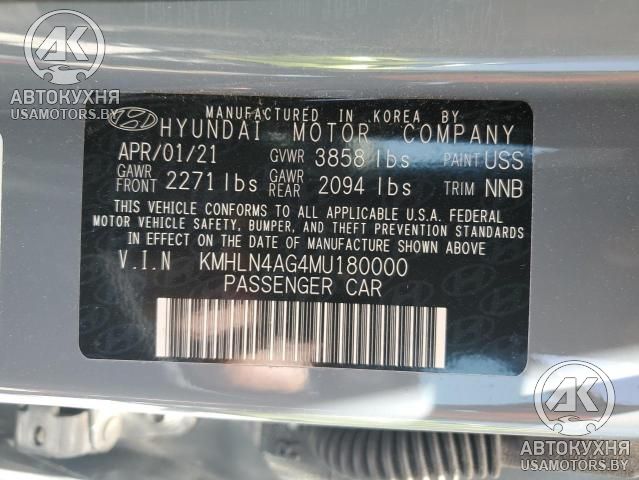 AK
АВТОКУХНЯ
USAMOTORS.BY
MANUFACTURED IN KOREA BY
HYUNDAI MOTOR COMPANY
APR/01/21 GVWR 3858 lbs PAINT USS
GAWR FRONT 2271 lbs GAWR REAR 2094 lbs TRIM NNB
THIS VEHICLE CONFORMS TO ALL APPLICABLE U.S.A. FEDERAL
MOTOR VEHICLE SAFETY, BUMPER, AND THEFT PREVENTION STANDARDS
IN EFFECT ON THE DATE OF MANUFACTURE SHOWN ABOVE.
V.I.N KMHLN4AG4MU180000
PASSENGER CAR
AK
АВТОКУХНЯ
USAMOTORS.BY